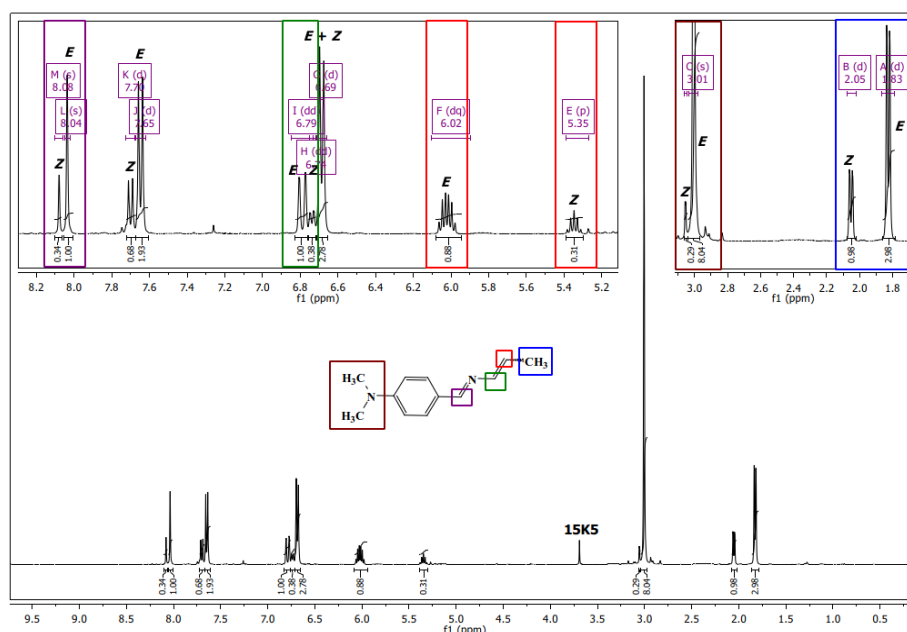 E
E
E + Z
M (s)
8.08
K (d)
7.70
6.69
C (s)
3.01
B (d)
2.05
A (d)
1.83
L (s)
8.04
J (d)
7.65
I (dd)
6.79
F (dq)
6.02
E (p)
5.35
Z
Z
E
Z
E
Z
Z
E
Z
E
0.34
1.00
0.68
1.93
1.00
0.38
2.78
0.88
0.31
0.29
8.04
0.98
2.98
8.2 8.0 7.8 7.6 7.4 7.2 7.0 6.8 6.6 6.4 6.2 6.0 5.8 5.6 5.4 5.2
f1 (ppm)
3.0 2.8 2.6 2.4 2.2 2.0 1.8
f1 (ppm)
CH3
N
H3C
N
H3C
15K5
0.34
1.00
0.68
1.93
1.00
0.38
2.78
0.88
0.31
0.29
8.04
0.98
2.98
9.5 9.0 8.5 8.0 7.5 7.0 6.5 6.0 5.5 5.0 4.5 4.0 3.5 3.0 2.5 2.0 1.5 1.0 0.5
f1 (ppm)